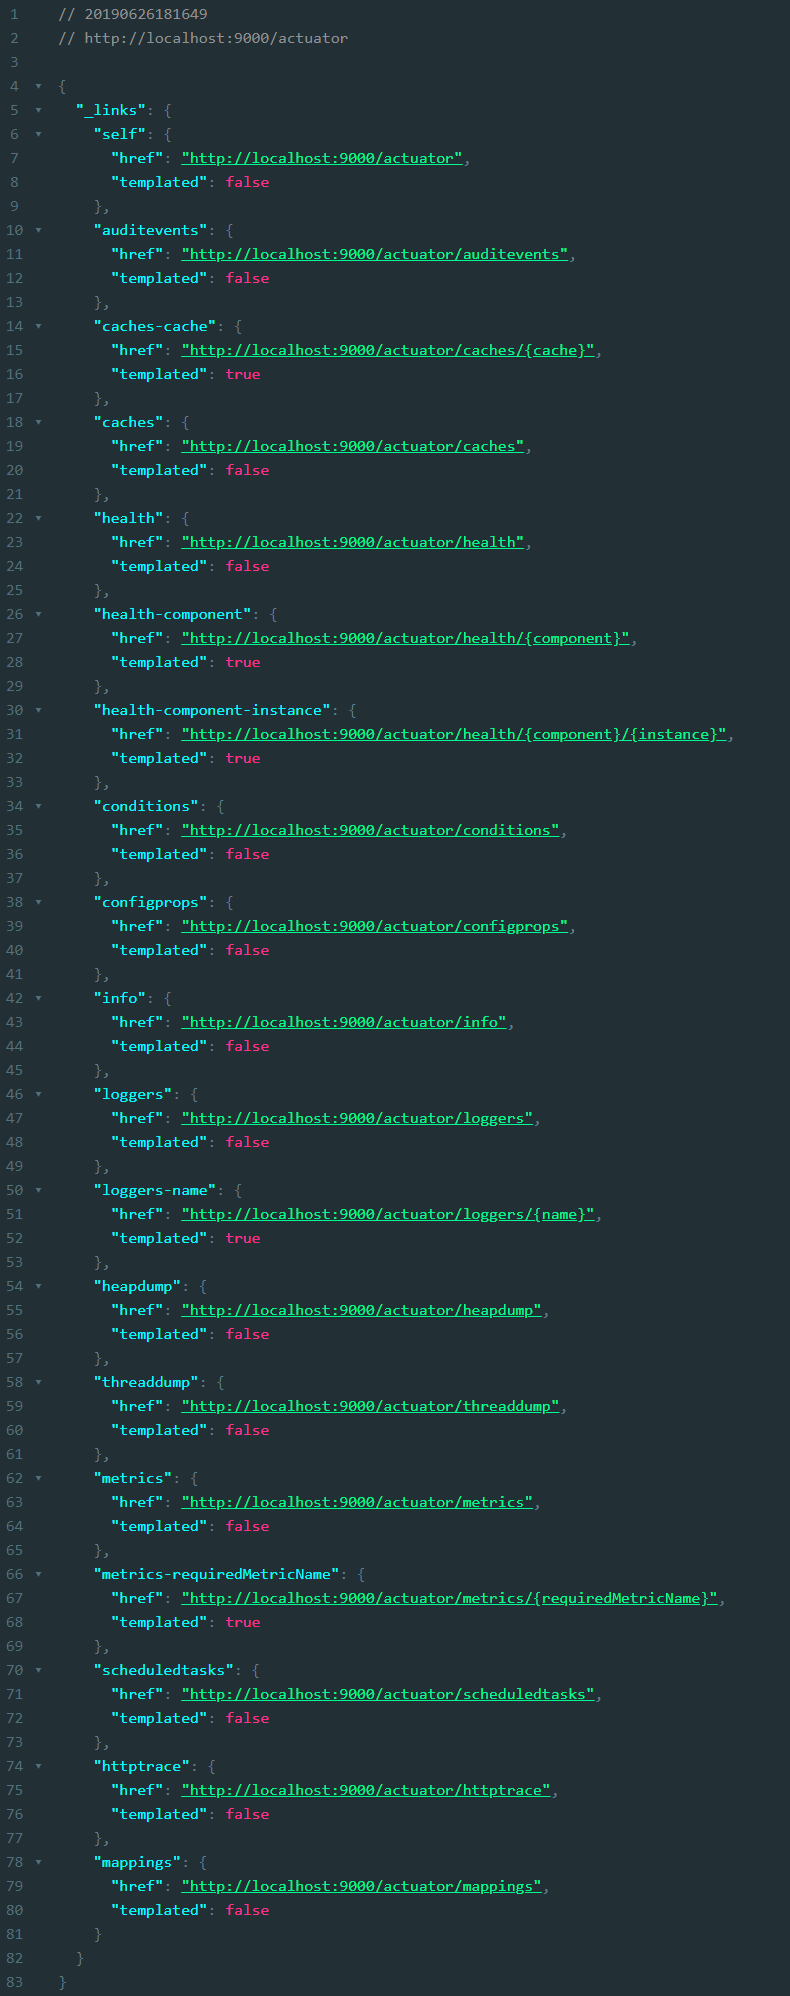 1 // 20190626181649
2 // http://localhost:9000/actuator
3
4 {
5 "_links": {
6 "self": {
7 "href": "http://localhost:9000/actuator",
8 "templated": false
9 },
10 "auditevents": {
11 "href": "http://localhost:9000/actuator/auditevents",
12 "templated": false
13 },
14 "caches-cache": {
15 "href": "http://localhost:9000/actuator/caches/{cache}",
16 "templated": true
17 },
18 "caches": {
19 "href": "http://localhost:9000/actuator/caches",
20 "templated": false
21 },
22 "health": {
23 "href": "http://localhost:9000/actuator/health",
24 "templated": false
25 },
26 "health-component": {
27 "href": "http://localhost:9000/actuator/health/{component}",
28 "templated": true
29 },
30 "health-component-instance": {
31 "href": "http://localhost:9000/actuator/health/{component}/{instance}",
32 "templated": true
33 },
34 "conditions": {
35 "href": "http://localhost:9000/actuator/conditions",
36 "templated": false
37 },
38 "configprops": {
39 "href": "http://localhost:9000/actuator/configprops",
40 "templated": false
41 },
42 "info": {
43 "href": "http://localhost:9000/actuator/info",
44 "templated": false
45 },
46 "loggers": {
47 "href": "http://localhost:9000/actuator/loggers",
48 "templated": false
49 },
50 "loggers-name": {
51 "href": "http://localhost:9000/actuator/loggers/{name}",
52 "templated": true
53 },
54 "heapdump": {
55 "href": "http://localhost:9000/actuator/heapdump",
56 "templated": false
57 },
58 "threaddump": {
59 "href": "http://localhost:9000/actuator/threaddump",
60 "templated": false
61 },
62 "metrics": {
63 "href": "http://localhost:9000/actuator/metrics",
64 "templated": false
65 },
66 "metrics-requiredMetricName": {
67 "href": "http://localhost:9000/actuator/metrics/{requiredMetricName}",
68 "templated": true
69 },
70 "scheduledtasks": {
71 "href": "http://localhost:9000/actuator/scheduledtasks",
72 "templated": false
73 },
74 "httptrace": {
75 "href": "http://localhost:9000/actuator/httptrace",
76 "templated": false
77 },
78 "mappings": {
79 "href": "http://localhost:9000/actuator/mappings",
80 "templated": false
81 }
82 }
83 }